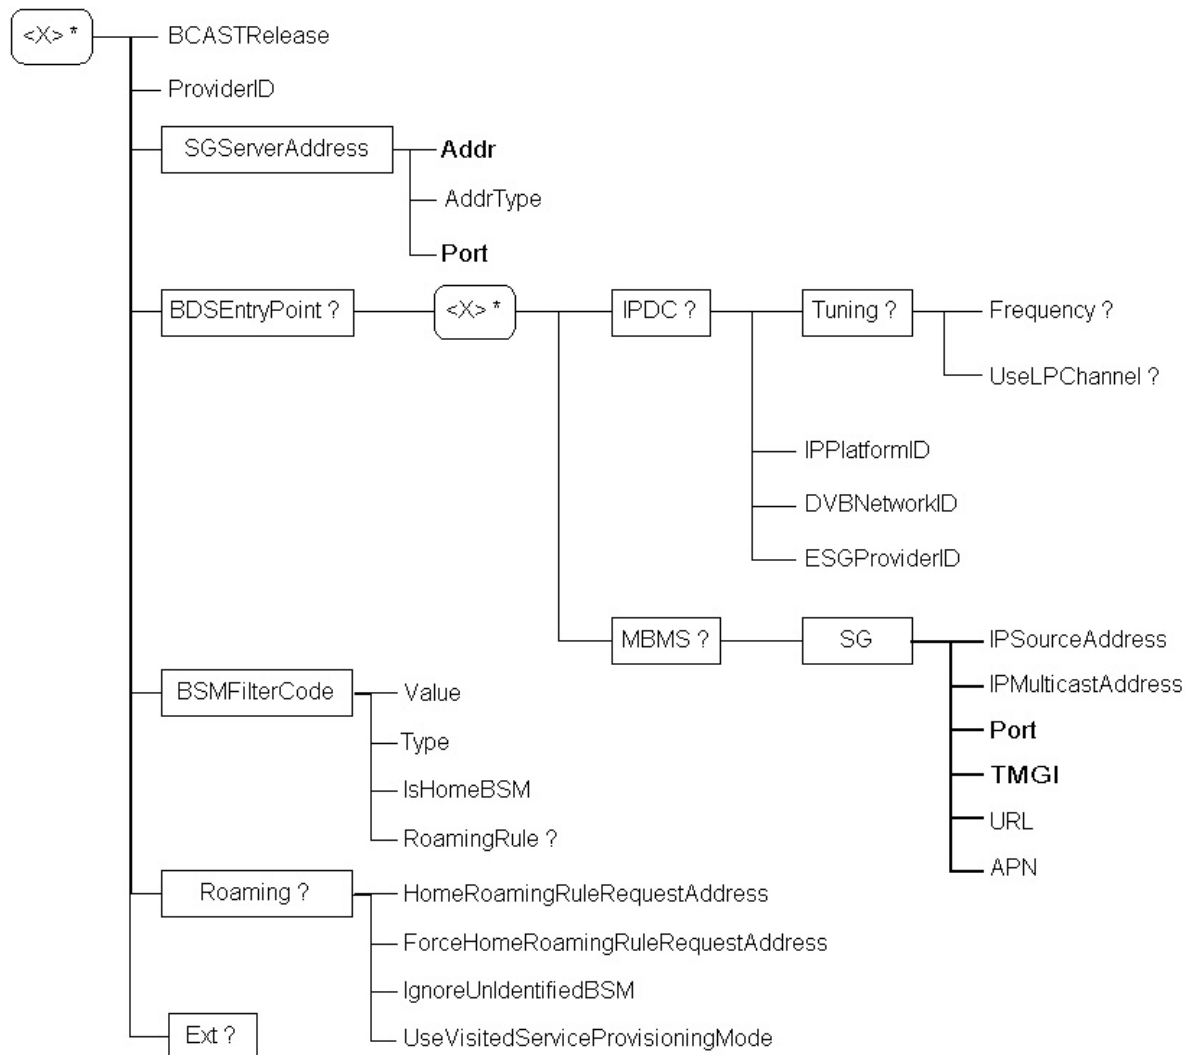 <X> *
BCASTRelease
ProviderID
SGServerAddress
Addr
AddrType
Port
BDSEntryPoint ?
<X> *
IPDC ?
Tuning ?
Frequency ?
UseLPChannel ?
IPPlatformID
DVBNetworkID
ESGProviderID
MBMS ?
SG
IPSourceAddress
IPMulticastAddress
Port
TMGI
URL
APN
BSMFilterCode
Value
Type
IsHomeBSM
RoamingRule ?
Roaming ?
HomeRoamingRuleRequestAddress
ForceHomeRoamingRuleRequestAddress
IgnoreUnIdentifiedBSM
UseVisitedServiceProvisioningMode
Ext ?